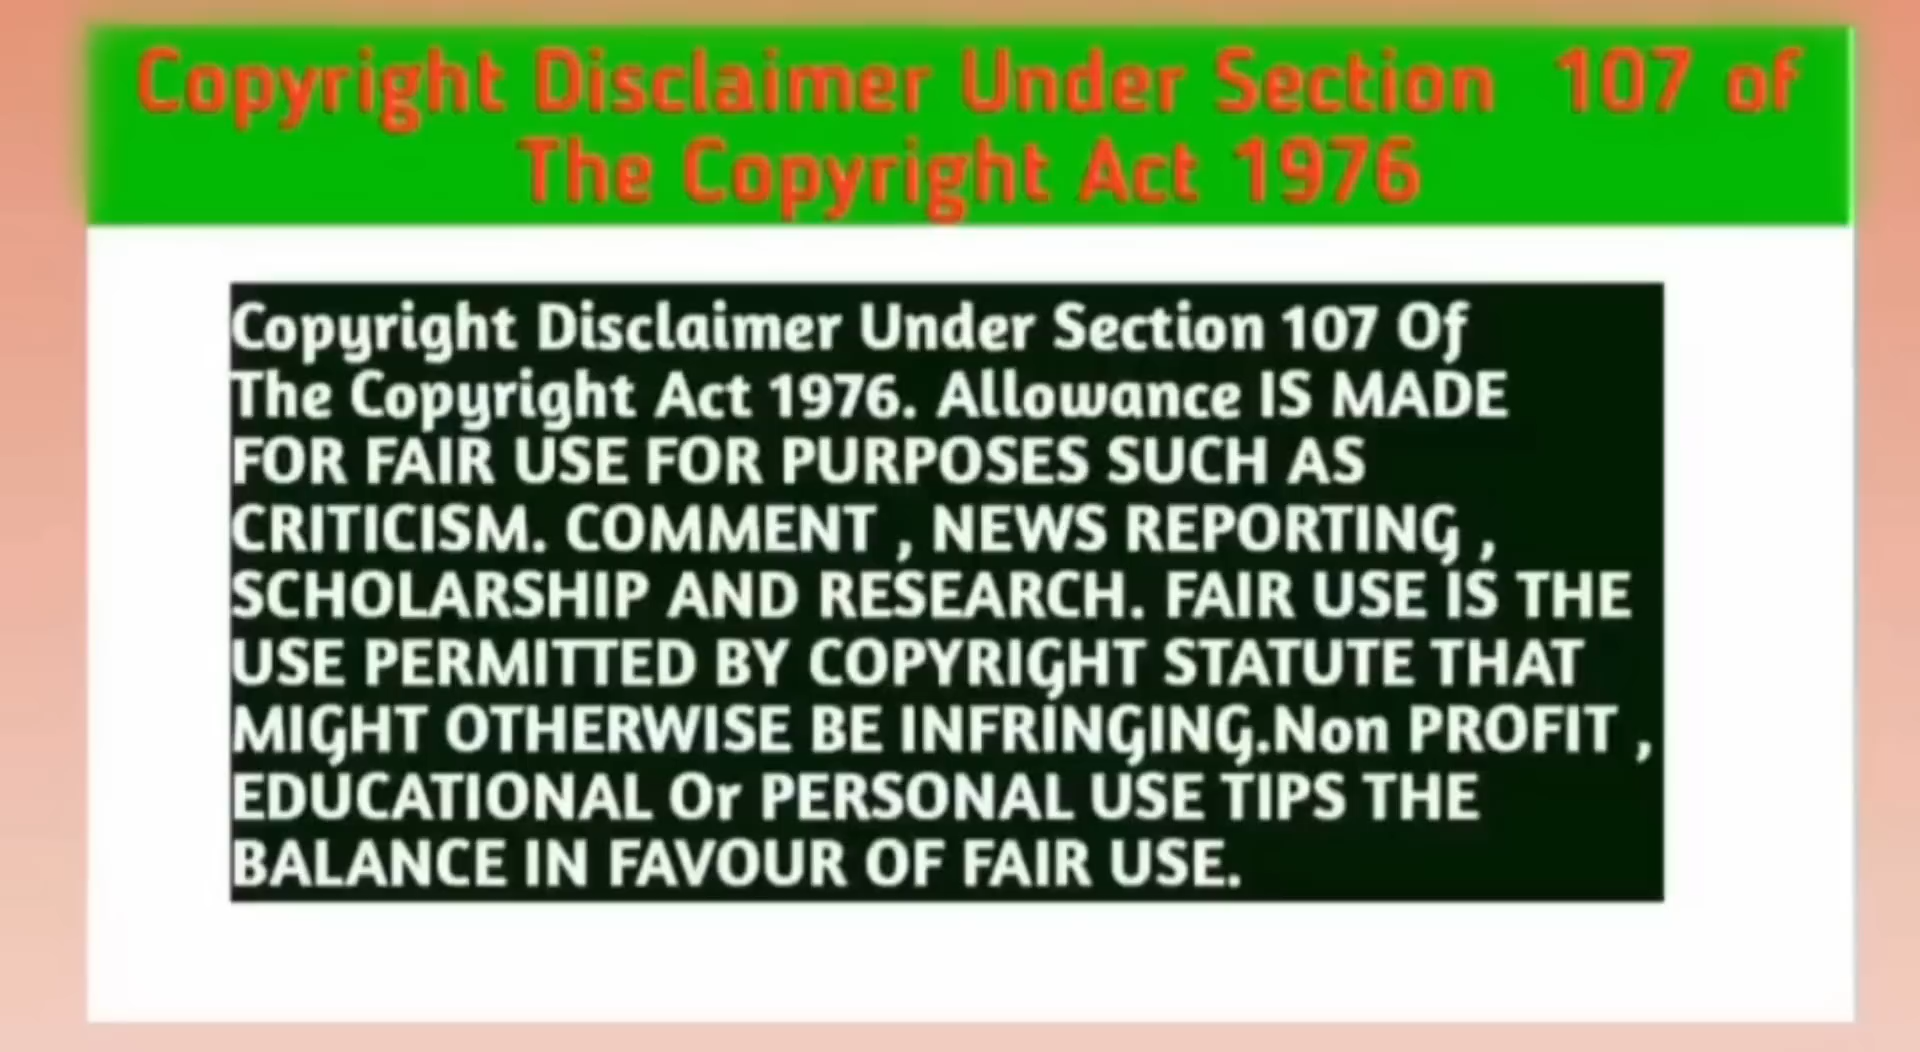 Copyright Disclaimer Under Section 107 of
The Copyright Act 1976
Copyright Disclaimer Under Section 107 Of
The Copyright Act 1976. Allowance IS MADE
FOR FAIR USE FOR PURPOSES SUCH AS
CRITICISM. COMMENT , NEWS REPORTING ,
SCHOLARSHIP AND RESEARCH. FAIR USE IS THE
USE PERMITTED BY COPYRIGHT STATUTE THAT
MIGHT OTHERWISE BE INFRINGING.Non PROFIT ,
EDUCATIONAL Or PERSONAL USE TIPS THE
BALANCE IN FAVOUR OF FAIR USE.